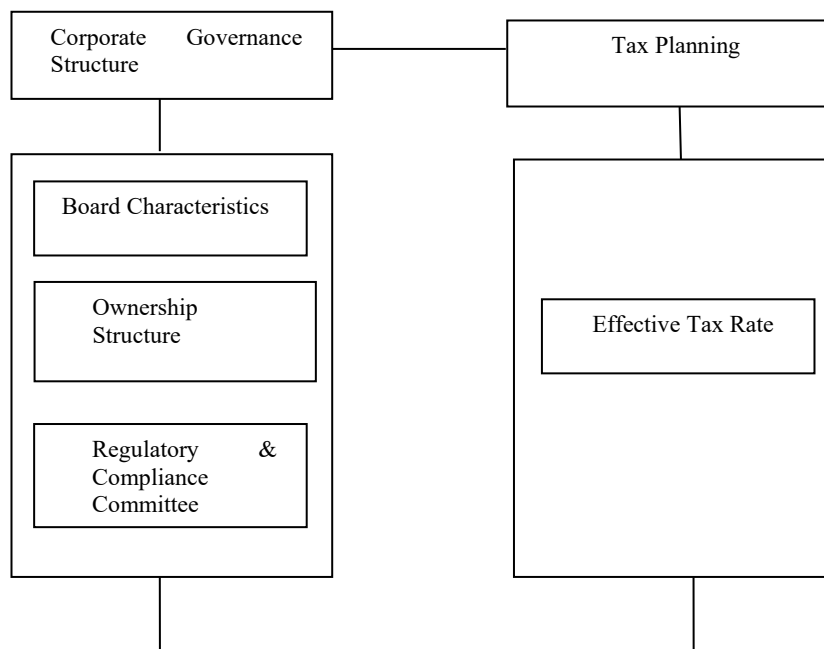 Corporate Governance
Structure
Tax Planning
Board Characteristics
Ownership
Structure
Effective Tax Rate
Regulatory &
Compliance
Committee